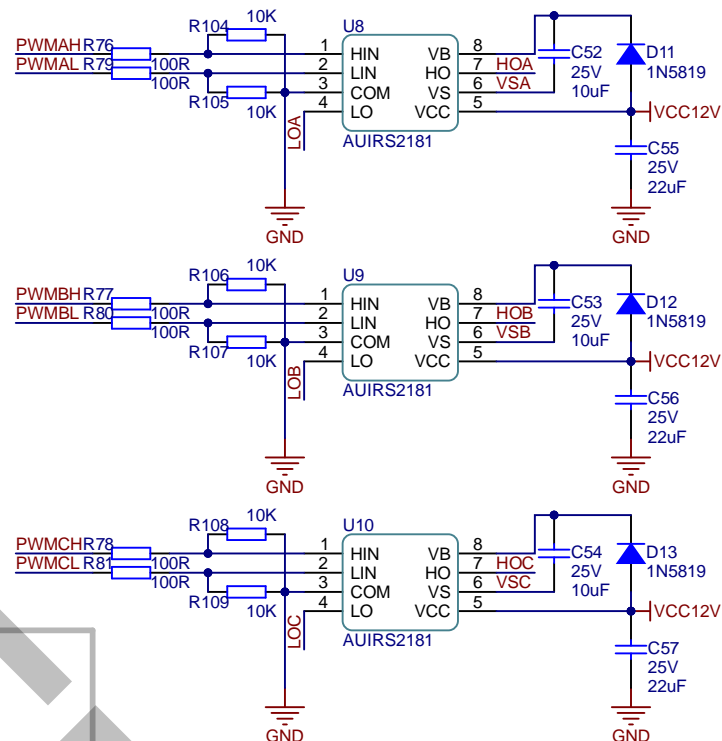 10K
R104
U8
PWMAH R76
1 HIN VB 8
C52
D11
PWMAL R79
100R
2 LIN HO 7 HOA
25V
1N5819
100R
3 COM VS 6 VSA
10uF
R105
10K
4 LO VCC 5
VCC12V
LOA
AUIRS2181
C55
25V
22uF
GND
GND
10K
R106
U9
PWMBH R77
1 HIN VB 8
C53
D12
PWMBL R80
100R
2 LIN HO 7 HOB
25V
1N5819
100R
3 COM VS 6 VSB
10uF
R107
10K
4 LO VCC 5
VCC12V
LOB
AUIRS2181
C56
25V
22uF
GND
GND
10K
R108
U10
PWMCH R78
1 HIN VB 8
C54
D13
PWMCL R81
100R
2 LIN HO 7 HOC
25V
1N5819
100R
3 COM VS 6 VSC
10uF
R109
10K
4 LO VCC 5
VCC12V
LOC
AUIRS2181
C57
25V
22uF
GND
GND